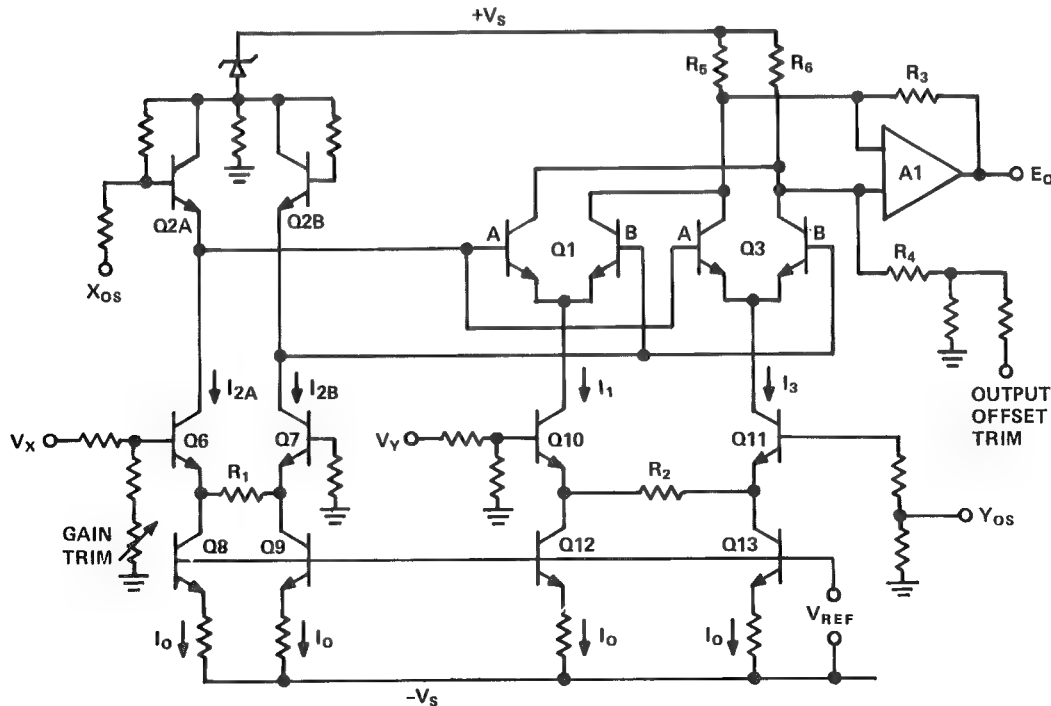 +VS
R5
R6
R3
A1
EO
Q2A
Q2B
A
Q1
B
A
Q3
B
R4
XOS
I2A
I2B
I1
I3
OUTPUT
OFFSET
TRIM
VX
Q6
Q7
VY
Q10
Q11
R1
R2
YOS
GAIN
TRIM
Q8
Q9
Q12
Q13
VREF
IO
IO
IO
IO
−VS